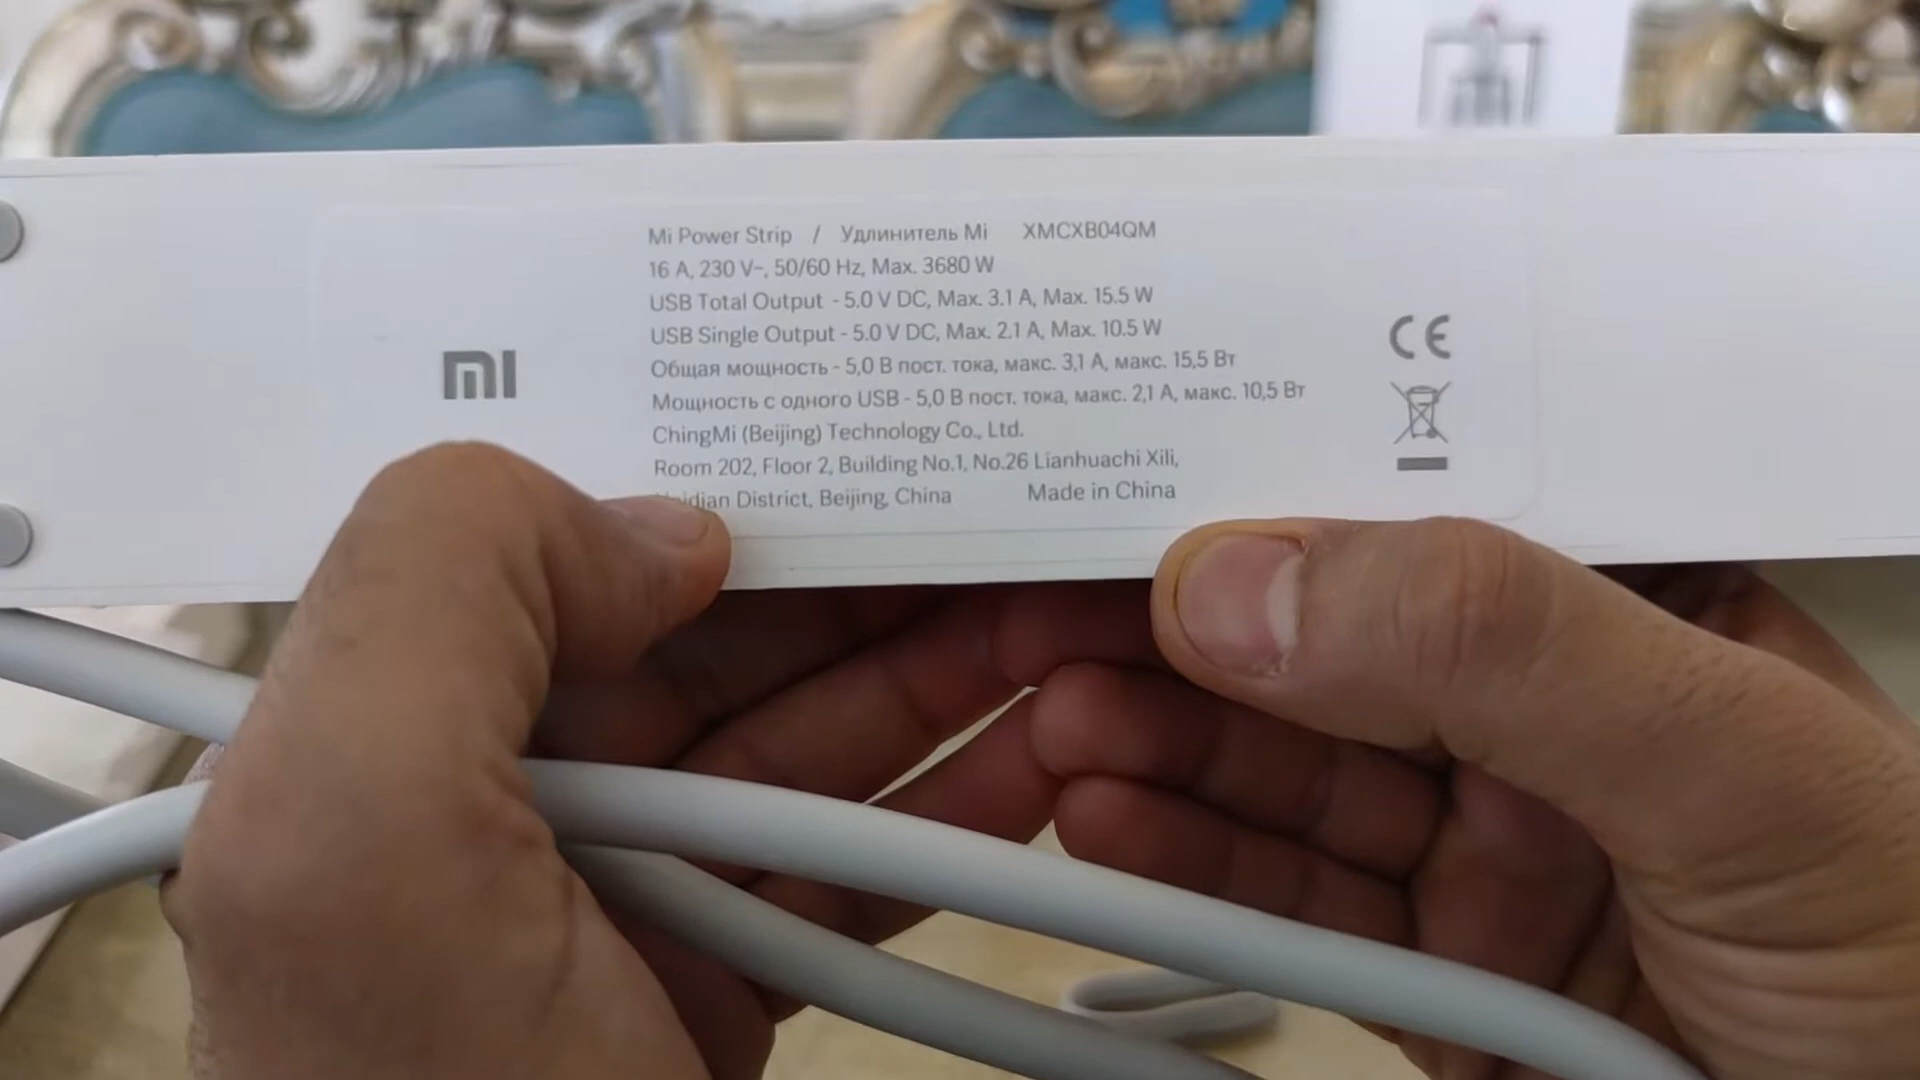 Mi Power Strip / Удлинитель Mi XMCXB04QM
16 A, 230 V~, 50/60 Hz, Max. 3680 W
USB Total Output - 5.0 V DC, Max. 3.1 A, Max. 15.5 W
USB Single Output - 5.0 V DC, Max. 2.1 A, Max. 10.5 W
Общая мощность - 5,0 В пост. тока, макс. 3,1 А, макс. 15,5 Вт
Мощность с одного USB - 5,0 В пост. тока, макс. 2,1 А, макс. 10,5 Вт
ChingMi (Beijing) Technology Co., Ltd.
Room 202, Floor 2, Building No.1, No.26 Lianhuachi Xili,
District, Beijing, China Made in China
mi
CE